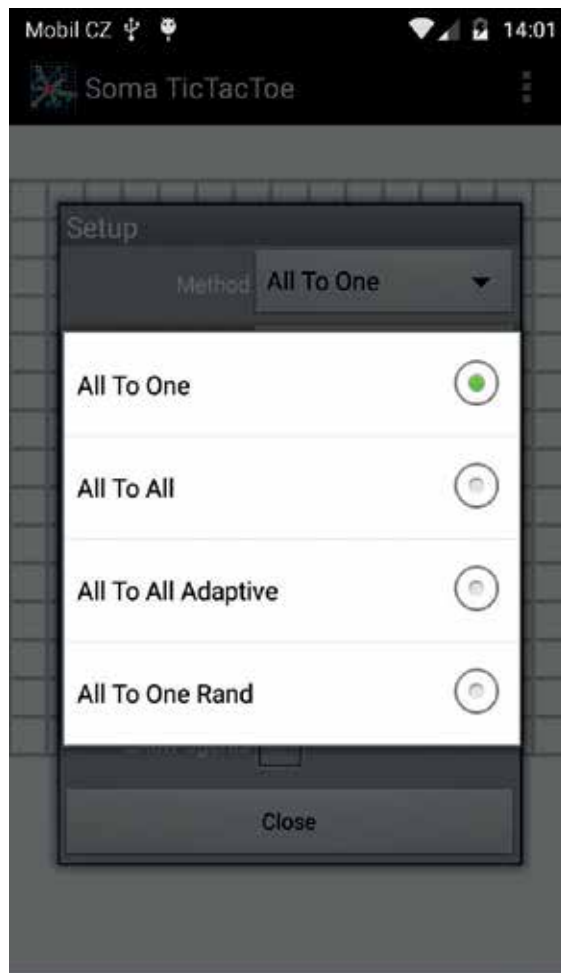 Mobil CZ 14:01
Soma TicTacToe
Setup
Method All To One
All To One
All To All
All To All Adaptive
All To One Rand
Close